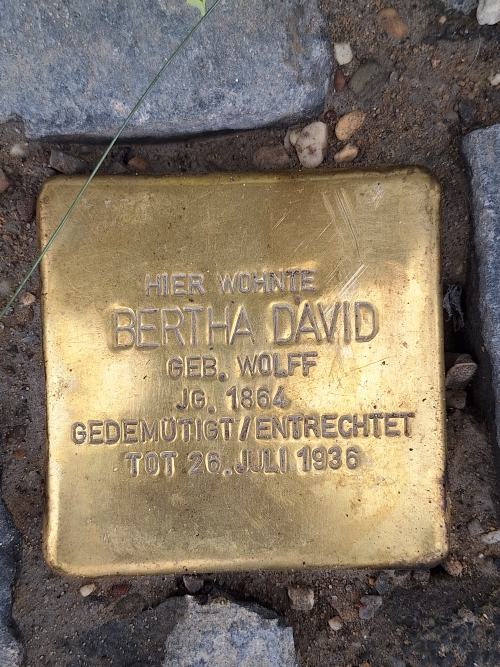 HIER WOHNTE
BERTHA DAVID
GEB. WOLFF
JG. 1864
GEDEMÜTIGT/ENTRECHTET
TOT 26. JULI 1936